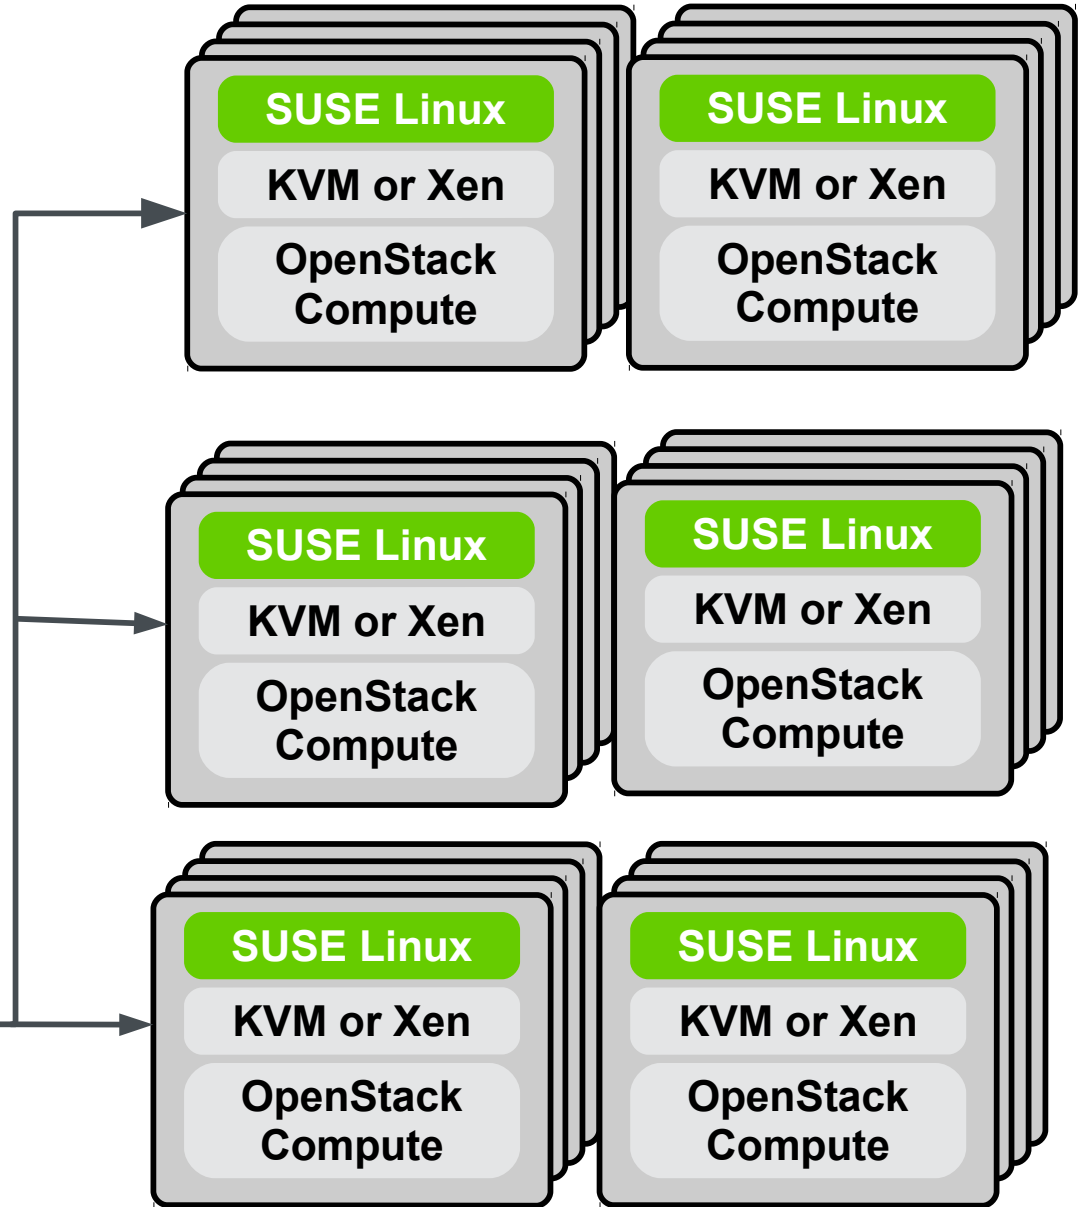 SUSE Linux
KVM or Xen
OpenStack
Compute
SUSE Linux
KVM or Xen
OpenStack
Compute
SUSE Linux
KVM or Xen
OpenStack
Compute
SUSE Linux
KVM or Xen
OpenStack
Compute
SUSE Linux
KVM or Xen
OpenStack
Compute
SUSE Linux
KVM or Xen
OpenStack
Compute